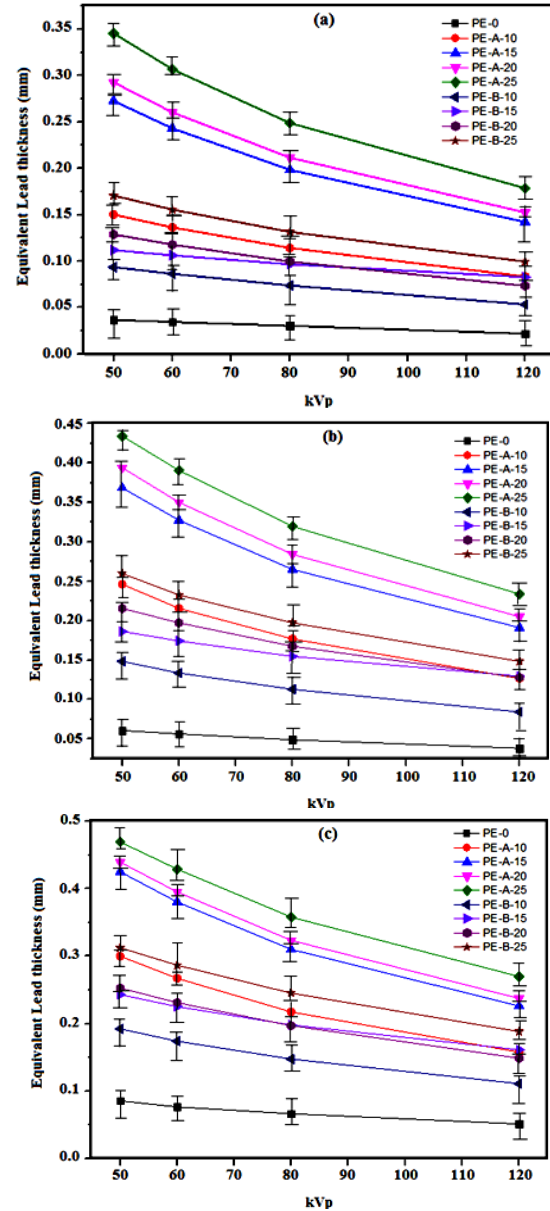 (a)
PE-0
PE-A-10
PE-A-15
PE-A-20
PE-A-25
PE-B-10
PE-B-15
PE-B-20
PE-B-25
Equivalent Lead thickness (mm)
0.35
0.30
0.25
0.20
0.15
0.10
0.05
0.00
50 60 70 80 90 100 110 120
kVp
(b)
PE-0
PE-A-10
PE-A-15
PE-A-20
PE-A-25
PE-B-10
PE-B-15
PE-B-20
PE-B-25
Equivalent Lead thickness (mm)
0.45
0.40
0.35
0.30
0.25
0.20
0.15
0.10
0.05
50 60 70 80 90 100 110 120
kVp
(c)
PE-0
PE-A-10
PE-A-15
PE-A-20
PE-A-25
PE-B-10
PE-B-15
PE-B-20
PE-B-25
Equivalent Lead thickness (mm)
0.5
0.4
0.3
0.2
0.1
0.0
50 60 70 80 90 100 110 120
kVp